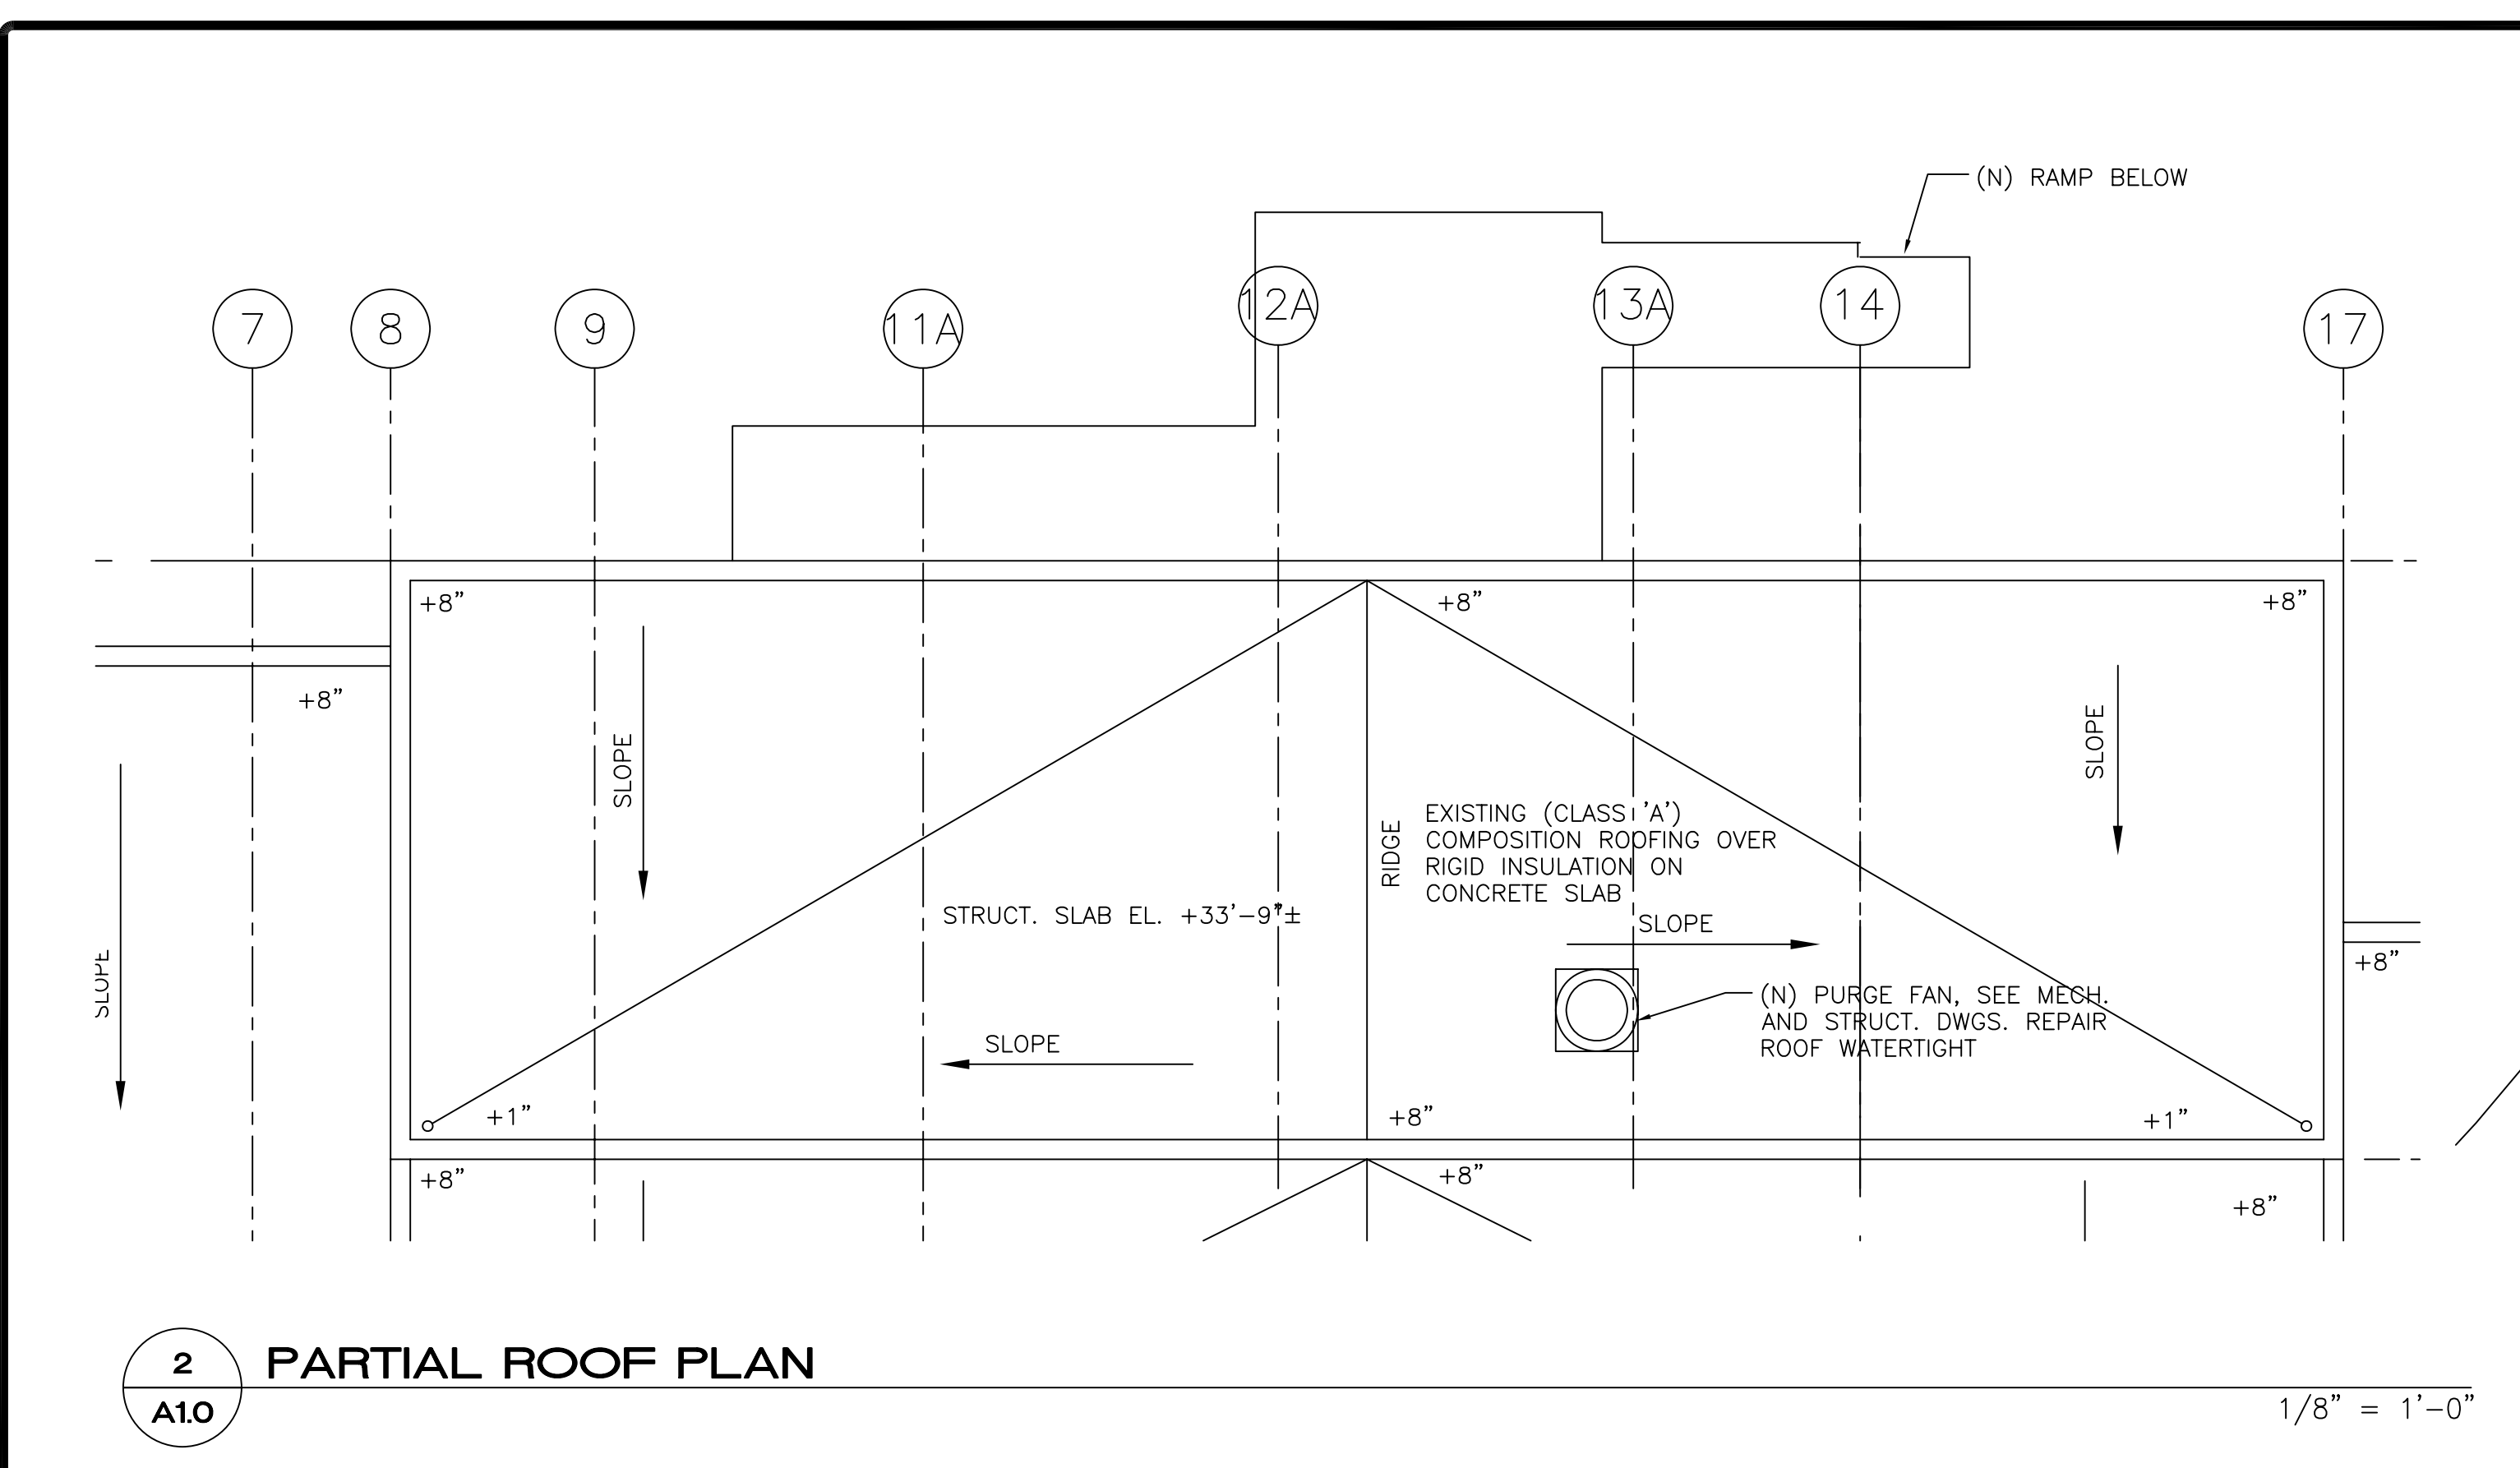 (N) RAMP BELOW
7
8
9
11A
12A
13A
14
17
+8”
+8”
+8”
+8”
SLOPE
SLOPE
SLOPE
RIDGE
EXISTING (CLASS 'A')
COMPOSITION ROOFING OVER
RIGID INSULATION ON
CONCRETE SLAB
STRUCT. SLAB EL. +33'-9"±
SLOPE
+8”
(N) PURGE FAN, SEE MECH.
AND STRUCT. DWGS. REPAIR
ROOF WATERTIGHT
SLOPE
+1”
+8”
+1”
+8”
+8”
+8”
2
A1.0
PARTIAL ROOF PLAN
1/8” = 1'-0”